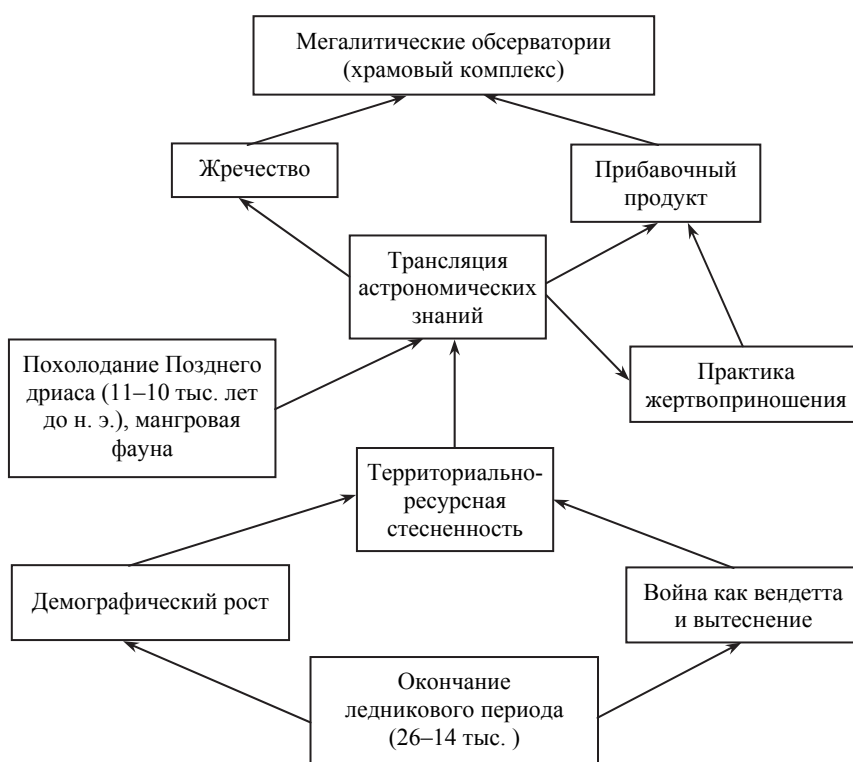 Мегалитические обсерватории
(храмовый комплекс)
Жречество
Прибавочный
продукт
Трансляция
астрономических
знаний
Похолодание Позднего
дриаса (11–10 тыс. лет
до н. э.), мангровая
фауна
Практика
жертвоприношения
Территориально-
ресурсная
стесненность
Демографический рост
Война как вендетта
и вытеснение
Окончание
ледникового периода
(26–14 тыс. )